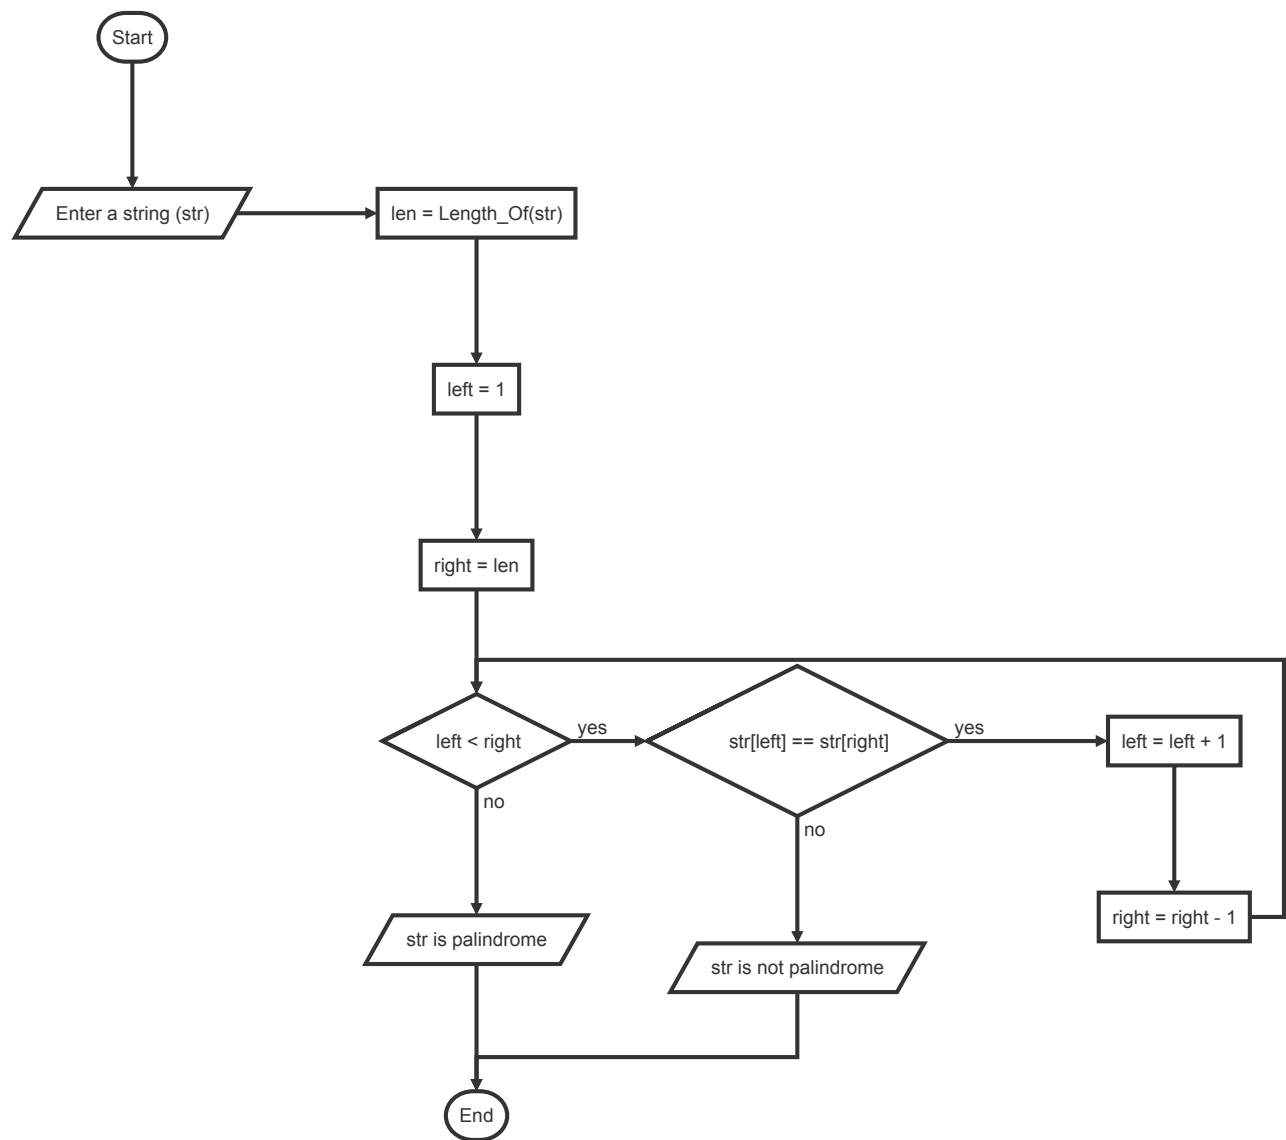 Start
Enter a string (str)
len = Length_Of(str)
left = 1
right = len
left < right
yes
str[left] == str[right]
yes
left = left + 1
no
no
right = right - 1
str is palindrome
str is not palindrome
End